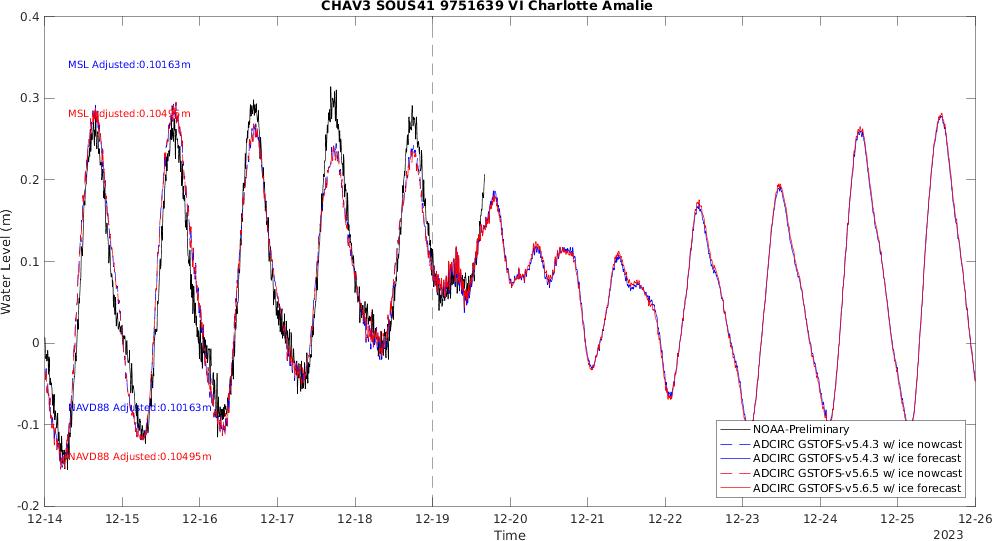 CHAV3 SOUS41 9751639 VI Charlotte Amalie
0.4
MSL Adjusted:0.10163m
0.3
MSL Adjusted:0.10495m
0.2
Water Level (m)
0.1
0
NAVD88 Adjusted:0.10163m
-0.1
NAVD88 Adjusted:0.10495m
-0.2
NOAA-Preliminary
ADCIRC GSTOFS-v5.4.3 w/ ice nowcast
ADCIRC GSTOFS-v5.4.3 w/ ice forecast
ADCIRC GSTOFS-v5.6.5 w/ ice nowcast
ADCIRC GSTOFS-v5.6.5 w/ ice forecast
12-14 12-15 12-16 12-17 12-18 12-19 12-20 12-21 12-22 12-23 12-24 12-25 12-26
Time
2023